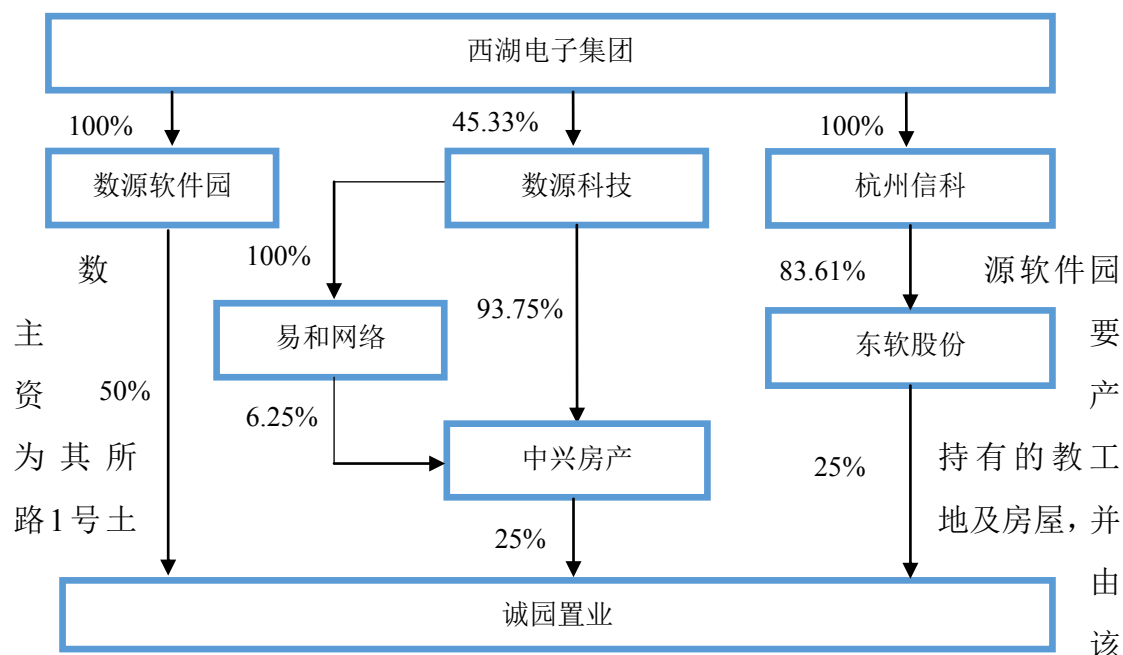 西湖电子集团
100%
45.33%
100%
数源软件园
数源科技
杭州信科
数
100%
93.75%
83.61%
源软件园
主
易和网络
东软股份
要
资
50%
6.25%
产
为其所
中兴房产
25%
持有的教工
路1号土
25%
地及房屋，并
由
诚园置业
该